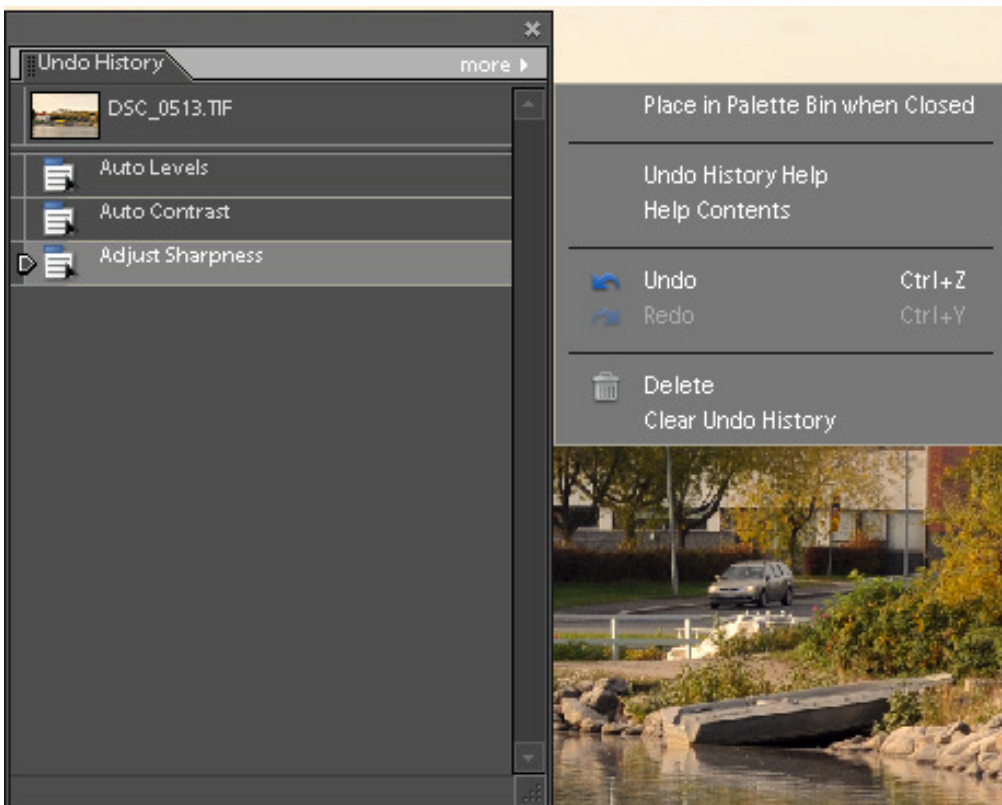 Undo History
more
DSC_0513.TIF
Auto Levels
Auto Contrast
Adjust Sharpness
Place in Palette Bin when Closed
Undo History Help
Help Contents
Undo Ctrl+Z
Redo Ctrl+Y
Delete
Clear Undo History